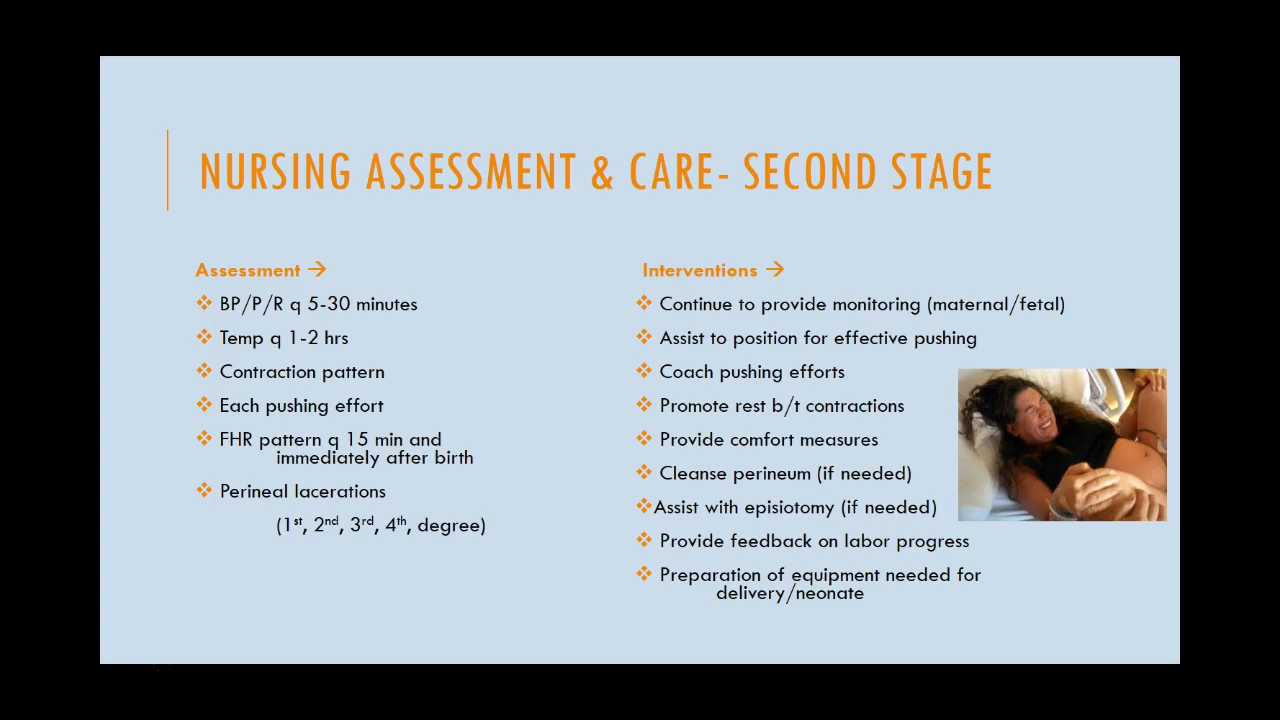 NURSING ASSESSMENT & CARE- SECOND STAGE
Assessment →
❖ BP/P/R q 5-30 minutes
❖ Temp q 1-2 hrs
❖ Contraction pattern
❖ Each pushing effort
❖ FHR pattern q 15 min and
immediately after birth
❖ Perineal lacerations
(1st, 2nd, 3rd, 4th, degree)
Interventions →
❖ Continue to provide monitoring (maternal/fetal)
❖ Assist to position for effective pushing
❖ Coach pushing efforts
❖ Promote rest b/t contractions
❖ Provide comfort measures
❖ Cleanse perineum (if needed)
❖ Assist with episiotomy (if needed)
❖ Provide feedback on labor progress
❖ Preparation of equipment needed for
delivery/neonate